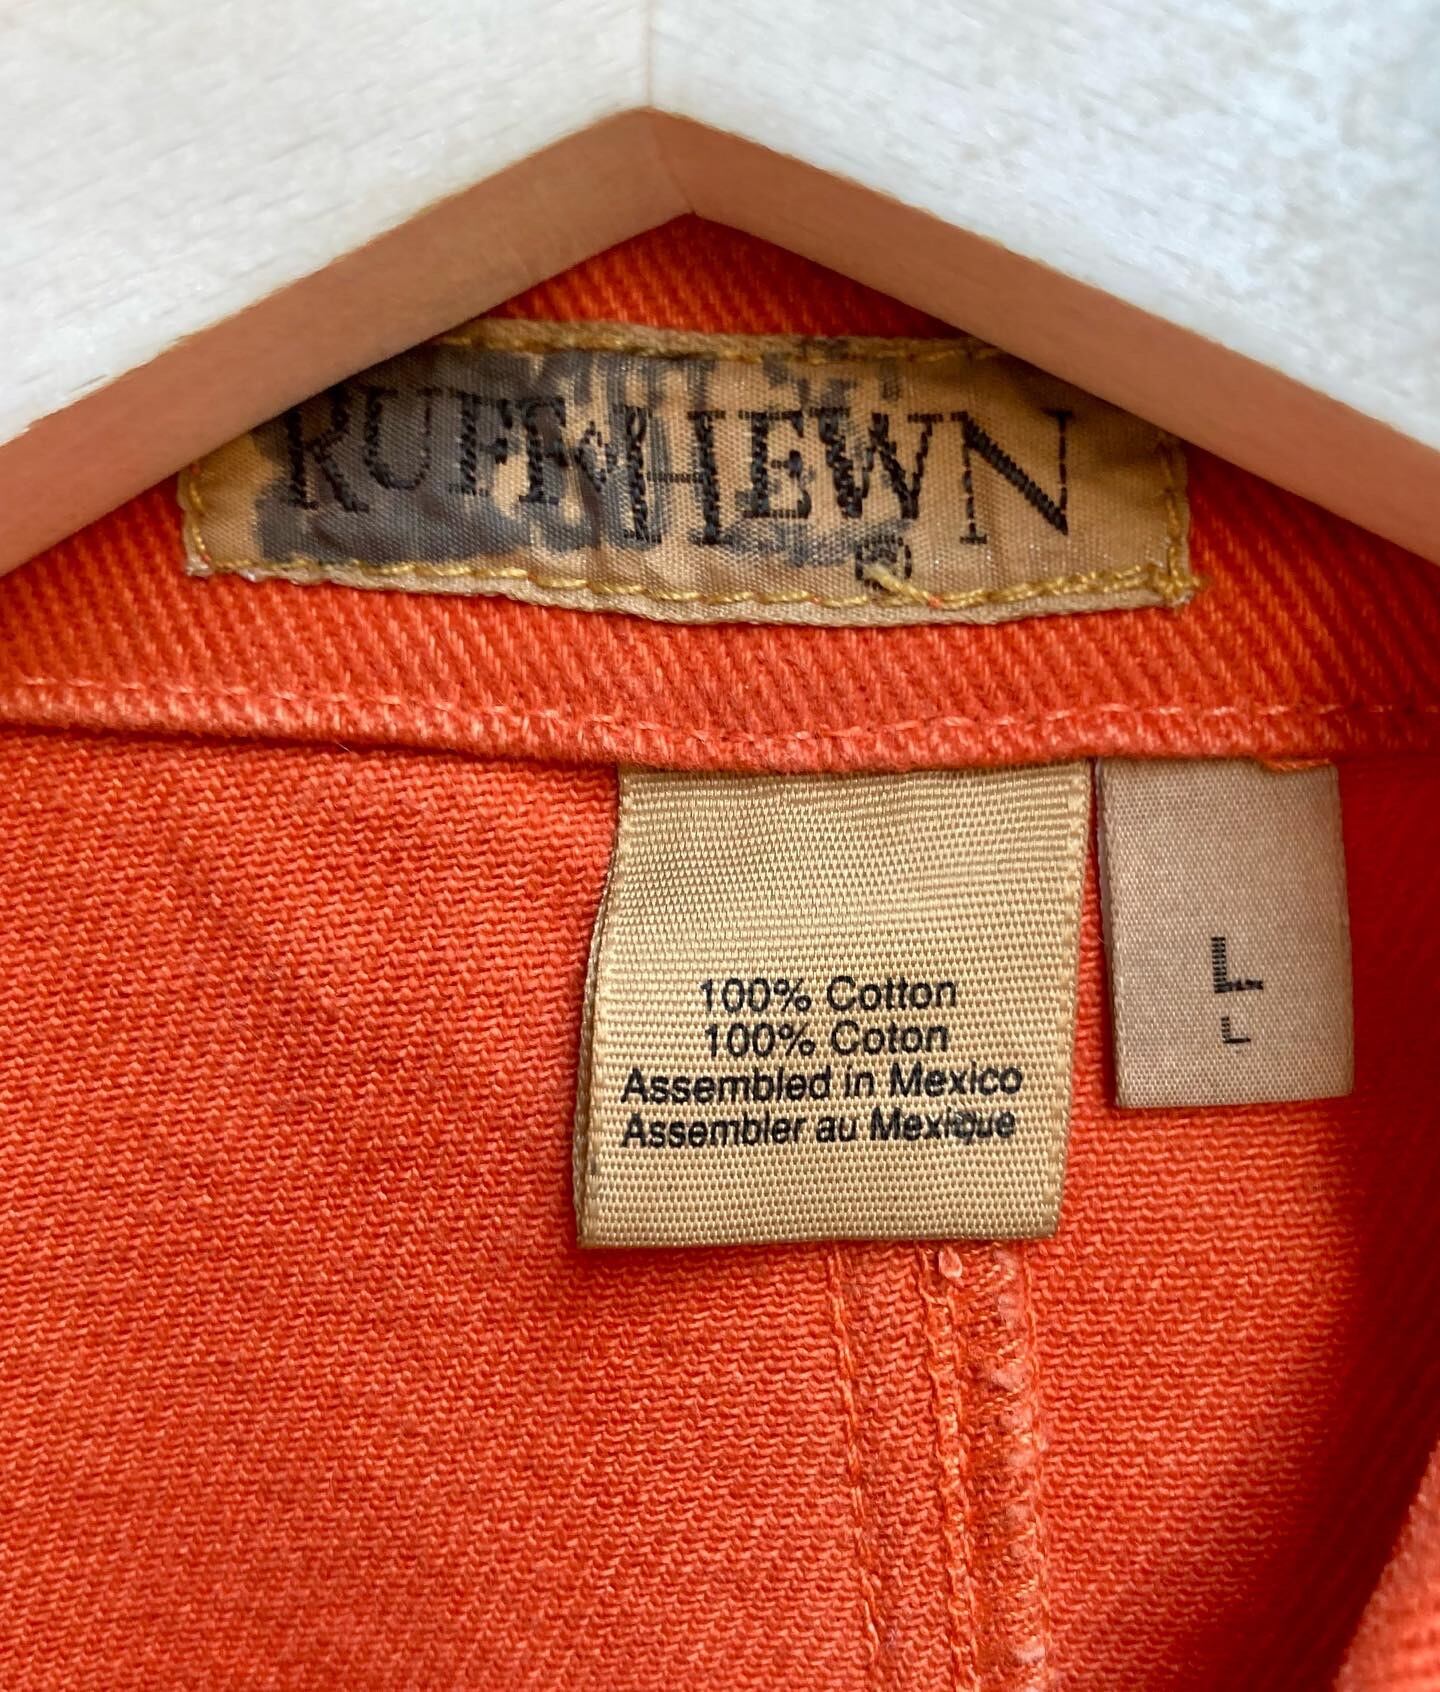 RUFF HEWN
®
100% Cotton
100% Coton
Assembled in Mexico
Assembler au Mexique
L
L